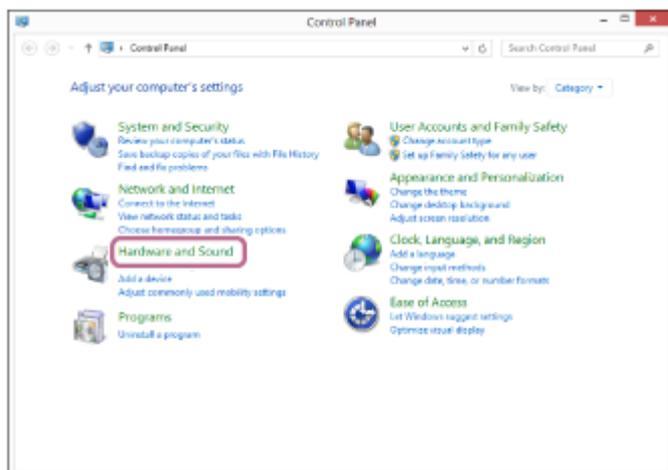 Control Panel
Control Panel
Search Control Panel
Adjust your computer's settings
View by: Category
System and Security
Review your computer's status
Save backup copies of your files with File History
Find and fix problems
Network and Internet
Connect to the Internet
View network status and tasks
Choose homegroup and sharing options
Hardware and Sound
Add a device
Adjust commonly used mobility settings
Programs
Uninstall a program
User Accounts and Family Safety
Change account type
Set up Family Safety for any user
Appearance and Personalization
Change the theme
Change desktop background
Adjust screen resolution
Clock, Language, and Region
Add a language
Change input methods
Change date, time, or number formats
Ease of Access
Let Windows suggest settings
Optimize visual display